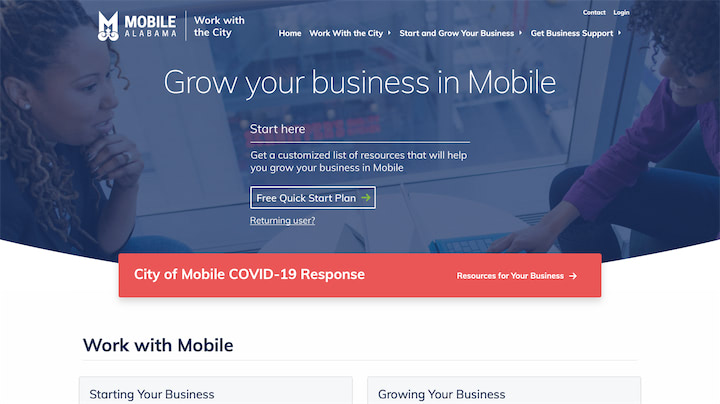 Contact Login
MOBILE
ALABAMA
Work with
the City
Home Work With the City Start and Grow Your Business Get Business Support
Grow your business in Mobile
Start here
Get a customized list of resources that will help
you grow your business in Mobile
Free Quick Start Plan →
Returning user?
City of Mobile COVID-19 Response
Resources for Your Business →
Work with Mobile
Starting Your Business
Growing Your Business